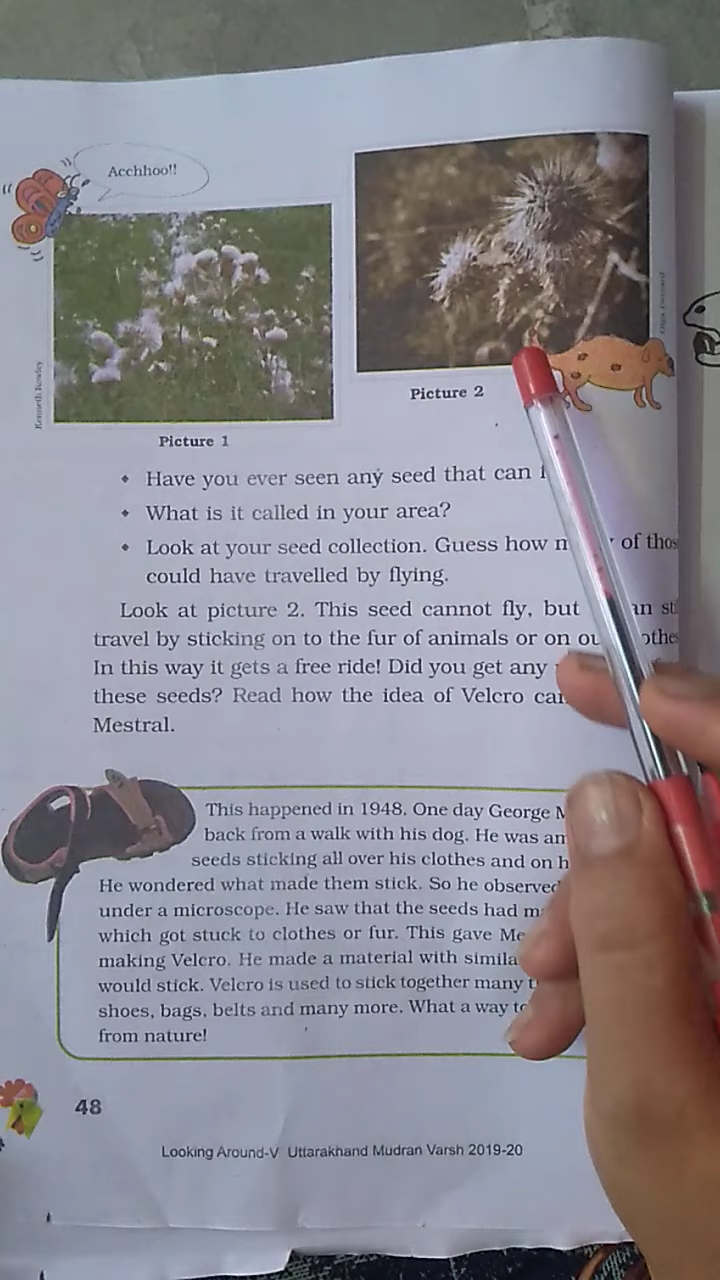 Acchhoo!!
Kenneth Rowley
Picture 1
Picture 2
• Have you ever seen any seed that can
• What is it called in your area?
• Look at your seed collection. Guess how of
could have travelled by flying.
Look at picture 2. This seed cannot fly, but
travel by sticking on to the fur of animals or on
In this way it gets a free ride! Did you get any
these seeds? Read how the idea of Velcro
Mestral.
This happened in 1948. One day George
back from a walk with his dog. He was
seeds sticking all over his clothes and on
He wondered what made them stick. So he observed
under a microscope. He saw that the seeds had
which got stuck to clothes or fur. This gave
making Velcro. He made a material with
would stick. Velcro is used to stick together many
shoes, bags, belts and many more. What a way
from nature!
48
Looking Around-V Uttarakhand Mudran Varsh 2019-20